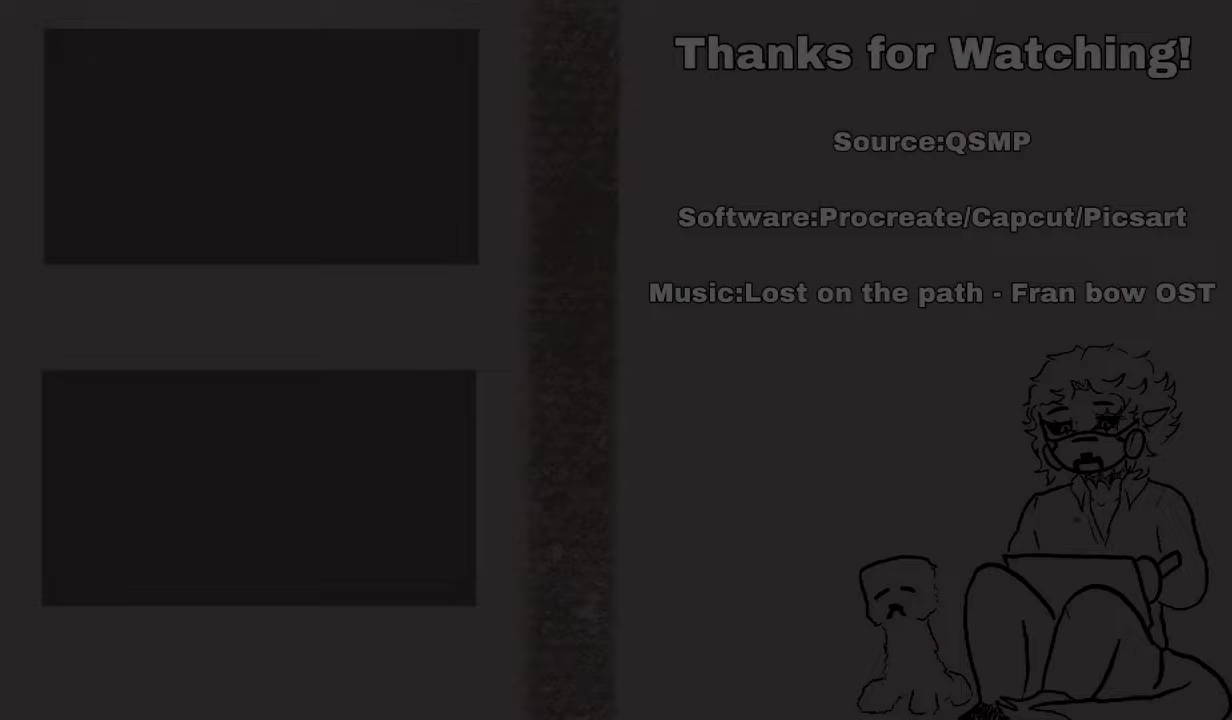 Thanks for Watching!
Source:QSMP
Software:Procreate/Capcut/Picsart
Music:Lost on the path - Fran bow OST